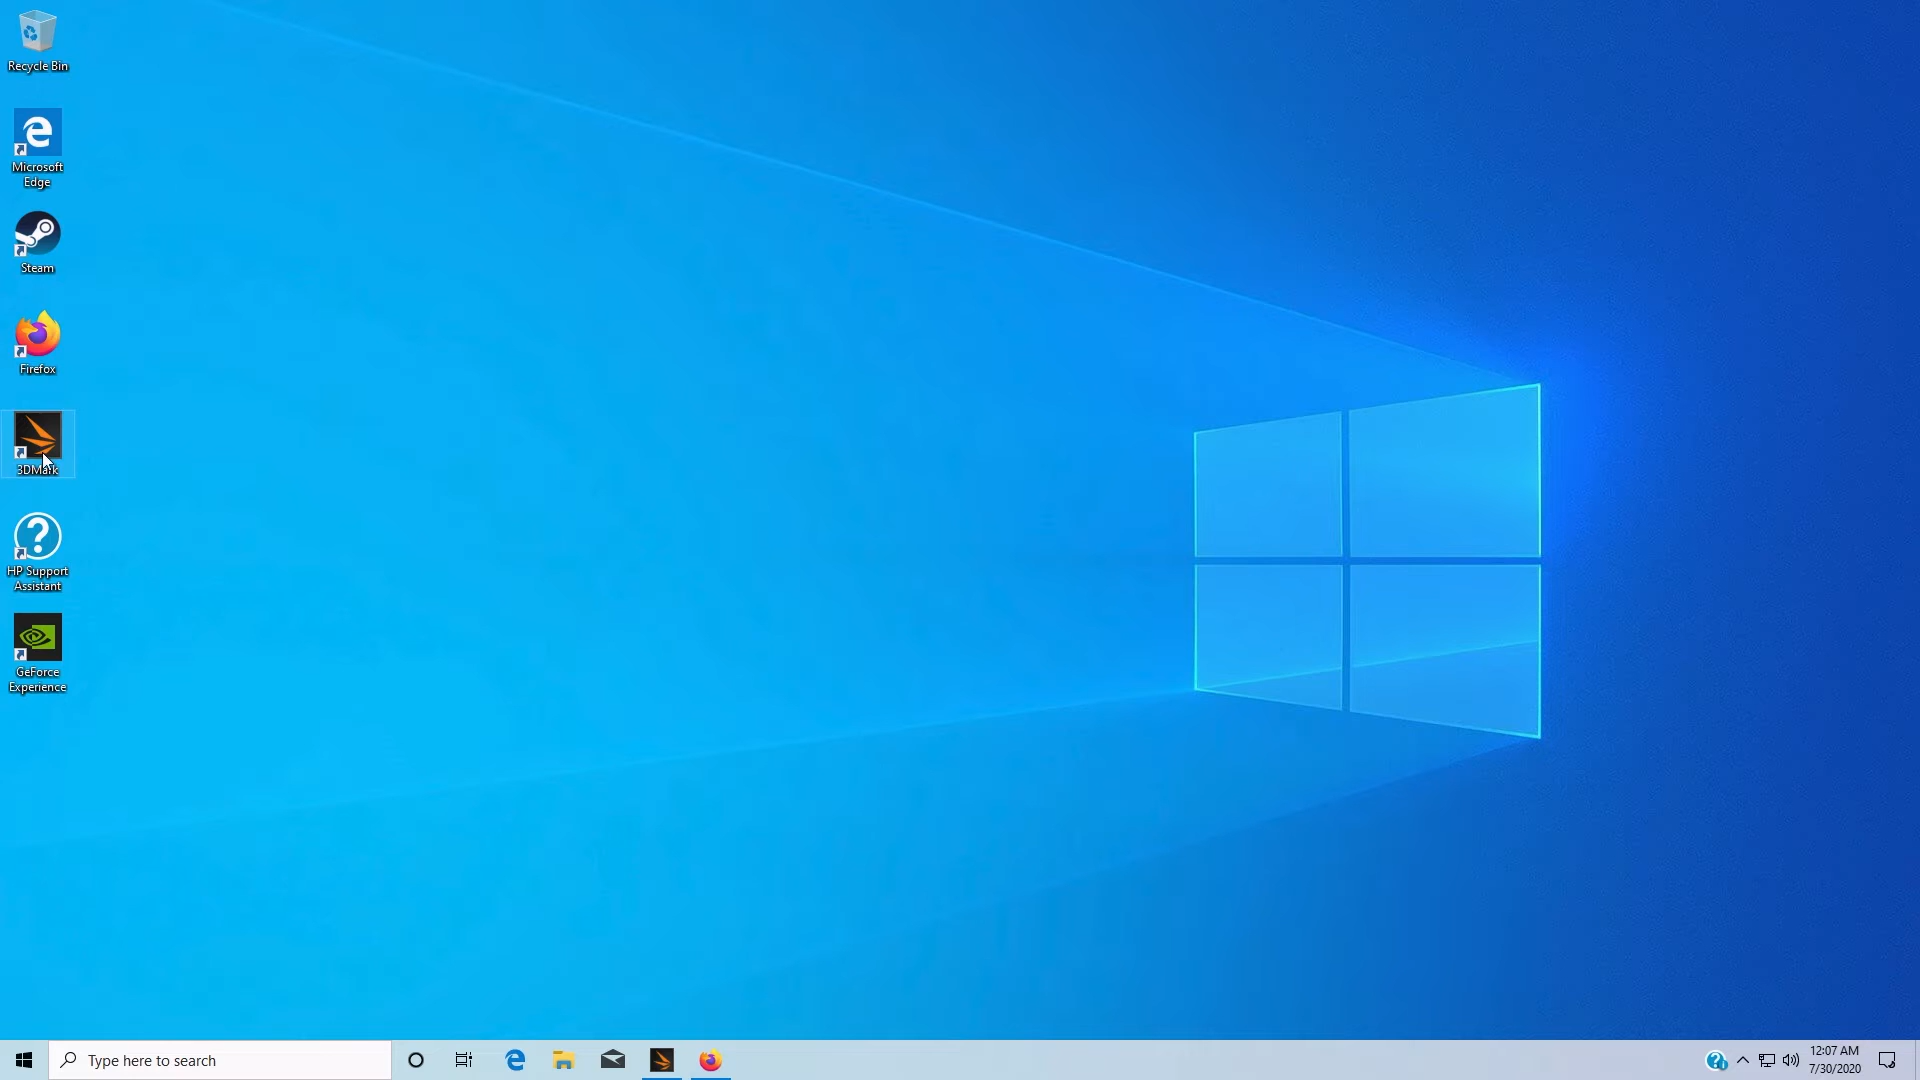 Recycle Bin
Microsoft
Edge
Steam
Firefox
3DMark
HP Support
Assistant
GeForce
Experience
Type here to search
12:07 AM
7/30/2020